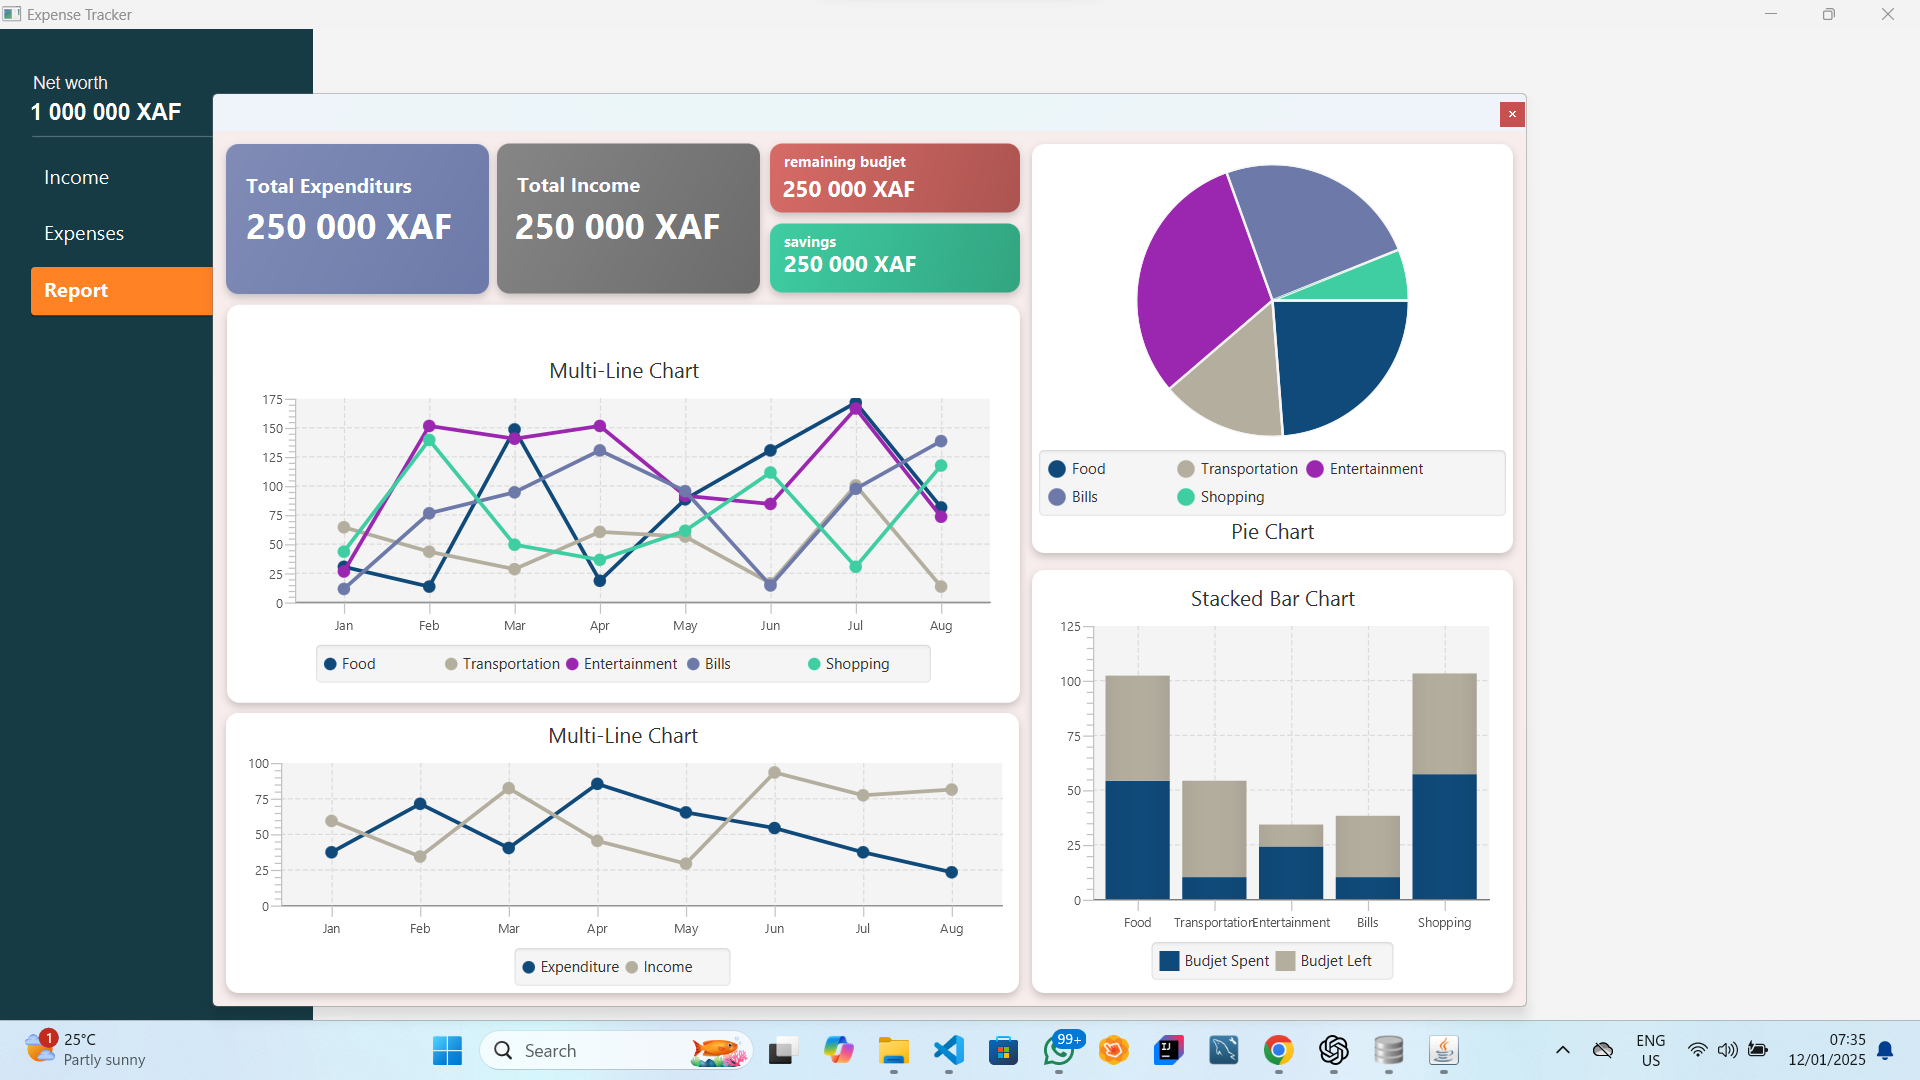 Expense Tracker
Net worth
1 000 000 XAF
Income
Expenses
Report
Total Expenditurs
250 000 XAF
Total Income
250 000 XAF
remaining budjet
250 000 XAF
savings
250 000 XAF
Multi-Line Chart
175
150
125
100
75
50
25
0
Jan Feb Mar Apr May Jun Jul Aug
Food Transportation Entertainment Bills Shopping
Multi-Line Chart
100
75
50
25
0
Jan Feb Mar Apr May Jun Jul Aug
Expenditure Income
Food Transportation Entertainment
Bills Shopping
Pie Chart
Stacked Bar Chart
125
100
75
50
25
0
Food Transportation Entertainment Bills Shopping
Budjet Spent Budjet Left
1
25°C
Partly sunny
Search
99+
IJ
ENG
US
07:35
12/01/2025